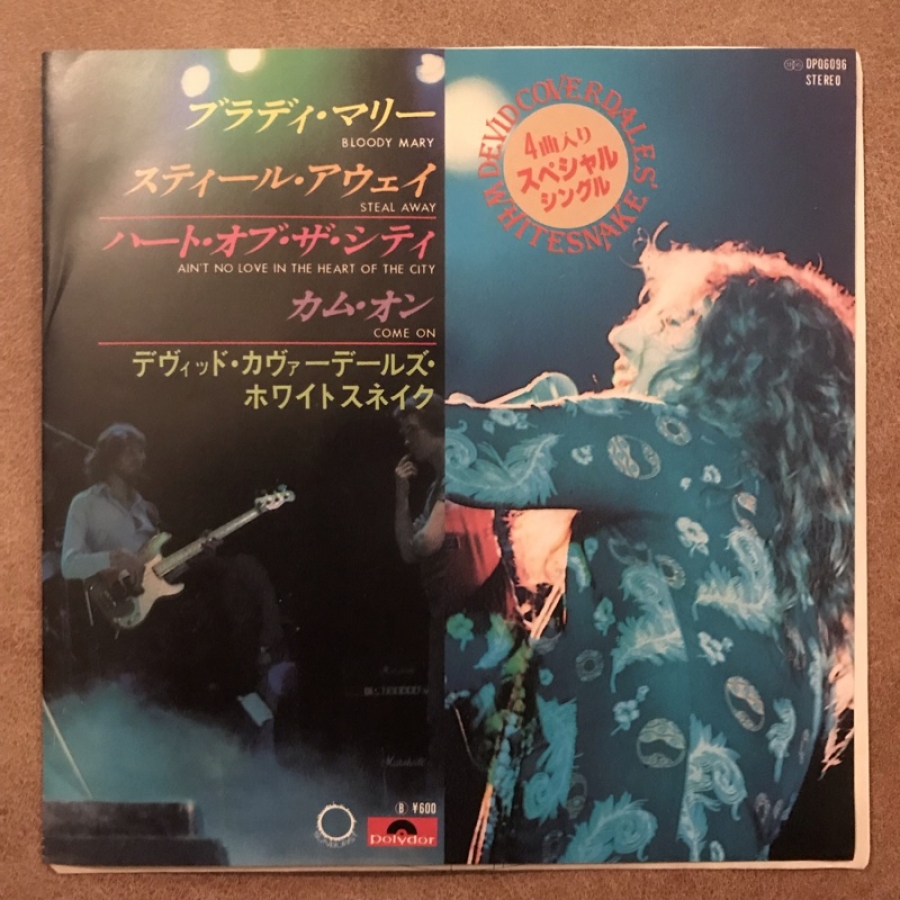 ブラディ・マリー
BLOODY MARY
スティール・アウェイ
STEAL AWAY
ハート・オブ・ザ・シティ
AIN'T NO LOVE IN THE HEART OF THE CITY
カム・オン
COME ON
デヴィッド・カヴァーデールズ・
ホワイトスネイク
Ⓑ ¥600
polydor
DEVID COVERDALE'S
WHITESNAKE
4曲入り
スペシャル
シングル
DPQ6096
STEREO